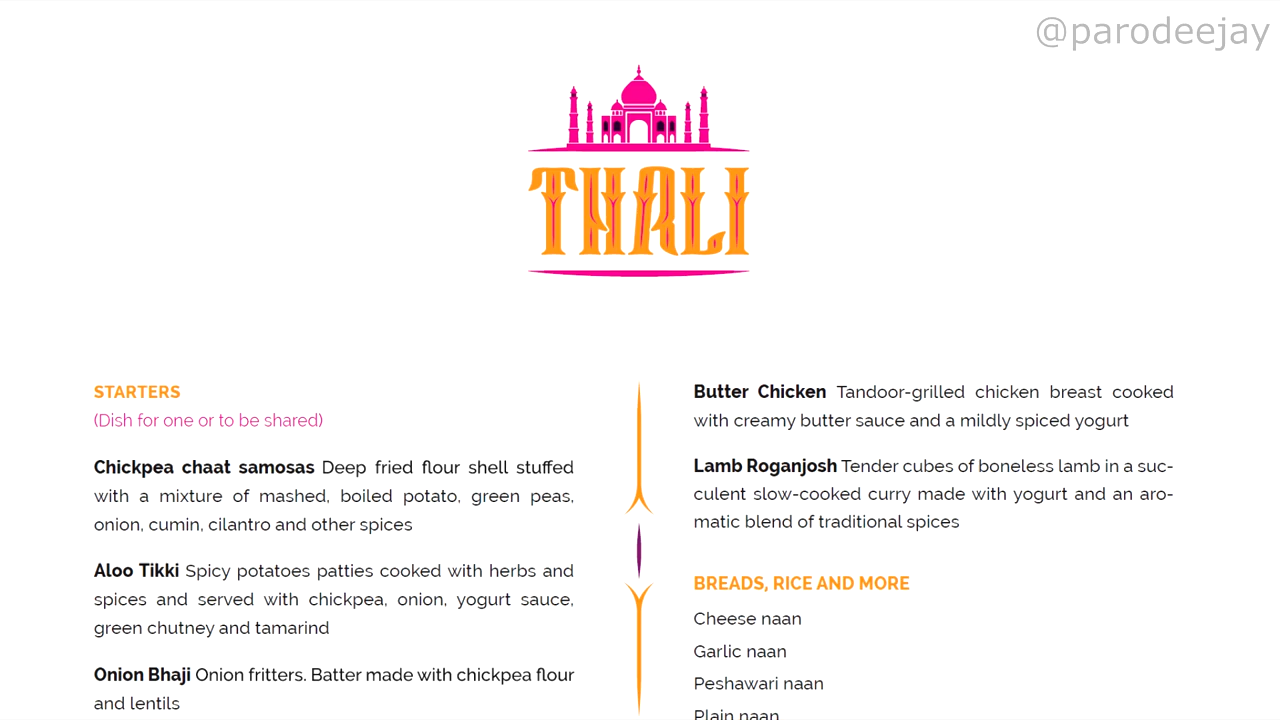 @parodeejay
THALI
STARTERS
(Dish for one or to be shared)
Chickpea chaat samosas Deep fried flour shell stuffed
with a mixture of mashed, boiled potato, green peas,
onion, cumin, cilantro and other spices
Aloo Tikki Spicy potatoes patties cooked with herbs and
spices and served with chickpea, onion, yogurt sauce,
green chutney and tamarind
Onion Bhaji Onion fritters. Batter made with chickpea flour
and lentils
Butter Chicken Tandoor-grilled chicken breast cooked
with creamy butter sauce and a mildly spiced yogurt
Lamb Roganjosh Tender cubes of boneless lamb in a suc-
culent slow-cooked curry made with yogurt and an aro-
matic blend of traditional spices
BREADS, RICE AND MORE
Cheese naan
Garlic naan
Peshawari naan
Plain naan